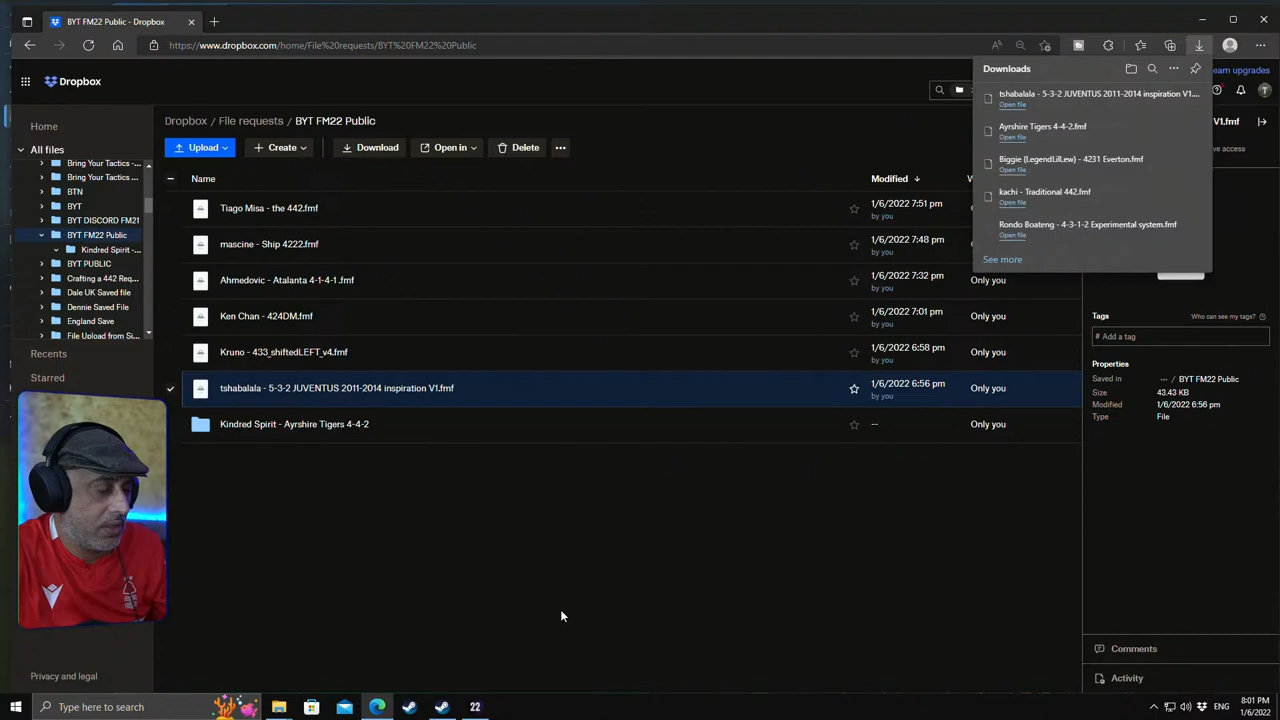 BYT FM22 Public - Dropbox
https://www.dropbox.com/home/File%20requests/BYT%20FM22%20Public
Dropbox
Downloads
eam upgrades
tshabalala - 5-3-2 JUVENTUS 2011-2014 inspiration V1....
Open file
Ayrshire Tigers 4-4-2.fmf
Open file
Biggie (LegendLilLew) - 4231 Everton.fmf
Open file
kachi - Traditional 442.fmf
Open file
Rondo Boateng - 4-3-1-2 Experimental system.fmf
Open file
See more
T
V1.fmf
ve access
Home
All files
Bring Your Tactics - ...
Bring Your Tactics ...
BTN
BYT
BYT DISCORD FM21
BYT FM22 Public
Kindred Spirit -...
BYT PUBLIC
Crafting a 442 Req...
Dale UK Saved file
Dennie Saved File
England Save
File Upload from Si...
Recents
Starred
Privacy and legal
Dropbox / File requests / BYT FM22 Public
Upload
Create
Download
Open in
Delete
Name
Modified
W
Tiago Misa - the 442.fmf
1/6/2022 7:51 pm
by you
mascine - Ship 4222.fmf
1/6/2022 7:48 pm
by you
Ahmedovic - Atalanta 4-1-4-1 .fmf
1/6/2022 7:32 pm
by you
Only you
Ken Chan - 424DM.fmf
1/6/2022 7:01 pm
by you
Only you
Kruno - 433_shiftedLEFT_v4.fmf
1/6/2022 6:58 pm
by you
Only you
tshabalala - 5-3-2 JUVENTUS 2011-2014 inspiration V1.fmf
1/6/2022 6:56 pm
by you
Only you
Kindred Spirit - Ayrshire Tigers 4-4-2
--
Only you
Tags
Who can see my tags?
# Add a tag
Properties
Saved in
... / BYT FM22 Public
Size
43.43 KB
Modified
1/6/2022 6:56 pm
Type
File
Comments
Activity
Type here to search
22
ENG
8:01 PM
1/6/2022